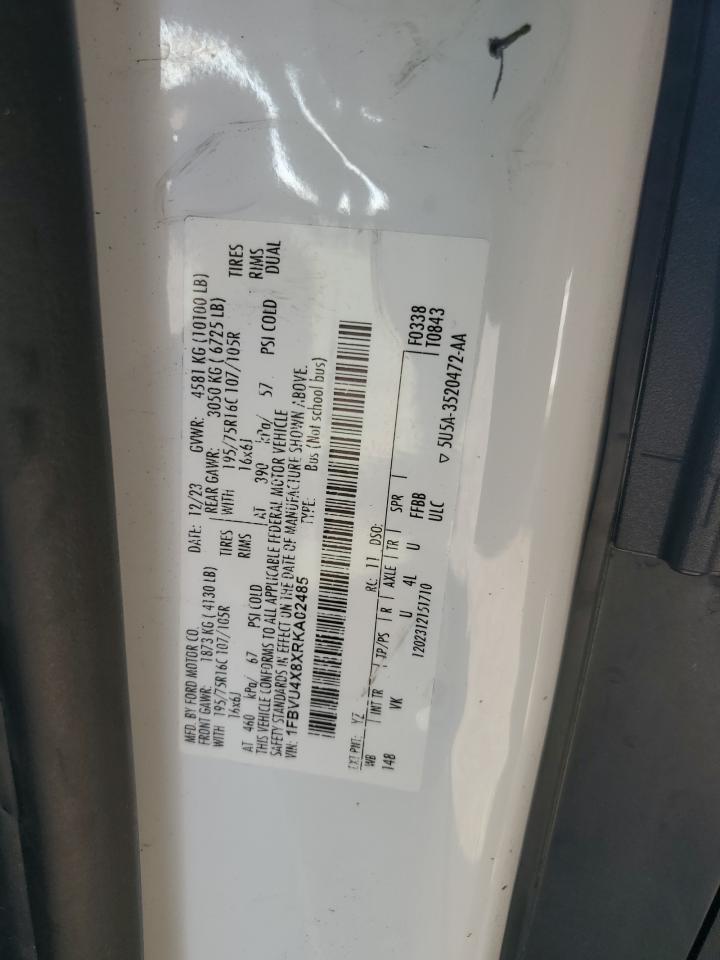 MFD. BY FORD MOTOR CO.
DATE: 12/23 GVWR: 4581 KG (10100 LB)
FRONT GAWR: 1873 KG (4130 LB) REAR GAWR: 3050 KG ( 6725 LB)
WITH 195/75R16C 107/105R TIRES WITH 195/75R16C 107/105R TIRES
16x6J RIMS 16x6J RIMS
AT 460 kPa/ 67 PSI COLD AT 390 kPa/ 57 PSI COLD DUAL
THIS VEHICLE CONFORMS TO ALL APPLICABLE FEDERAL MOTOR VEHICLE
SAFETY STANDARDS IN EFFECT ON THE DATE OF MANUFACTURE SHOWN ABOVE.
VIN: 1FBVU4X8XRKA02485 TYPE: Bus (Not school bus)
EXT PNT: YZ RC: 11 DSO:
WB INT TR TP/PS R AXLE TR SPR F0338
148 VK U 4L U FFBB T0843
1202312151710 ULC ▽ 5U5A-3520472-AA